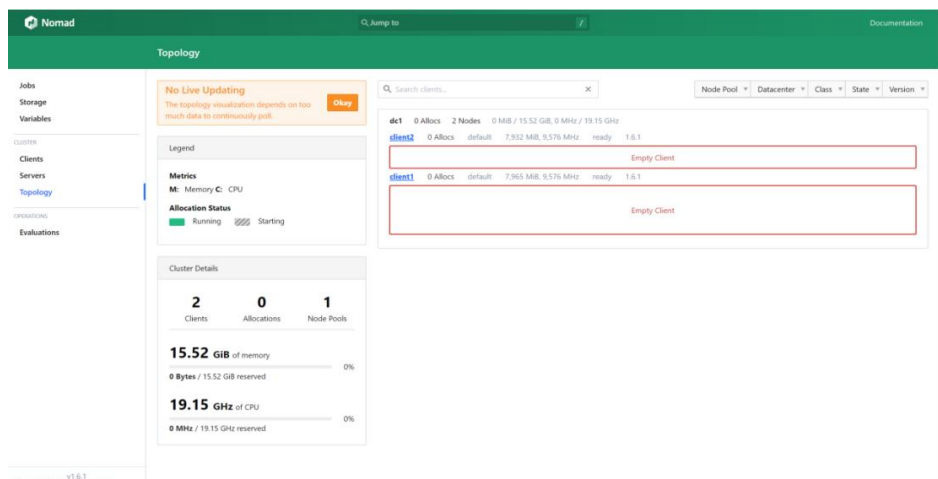 Nomad
Jump to
/
Documentation
Topology
Jobs
Storage
Variables
CLUSTER
Clients
Servers
Topology
OPERATIONS
Evaluations
v1.6.1
No Live Updating
The topology visualization depends on too
much data to continuously poll.
Okay
Legend
Metrics
M: Memory C: CPU
Allocation Status
Running Starting
Cluster Details
2 0 1
Clients Allocations Node Pools
15.52 GiB of memory
0%
0 Bytes / 15.52 GiB reserved
19.15 GHz of CPU
0%
0 MHz / 19.15 GHz reserved
Search clients...
Node Pool Datacenter Class State Version
dc1 0 Allocs 2 Nodes 0 MiB / 15.52 GiB, 0 MHz / 19.15 GHz
client2 0 Allocs default 7,932 MiB, 9,576 MHz ready 1.6.1
Empty Client
client1 0 Allocs default 7,965 MiB, 9,576 MHz ready 1.6.1
Empty Client